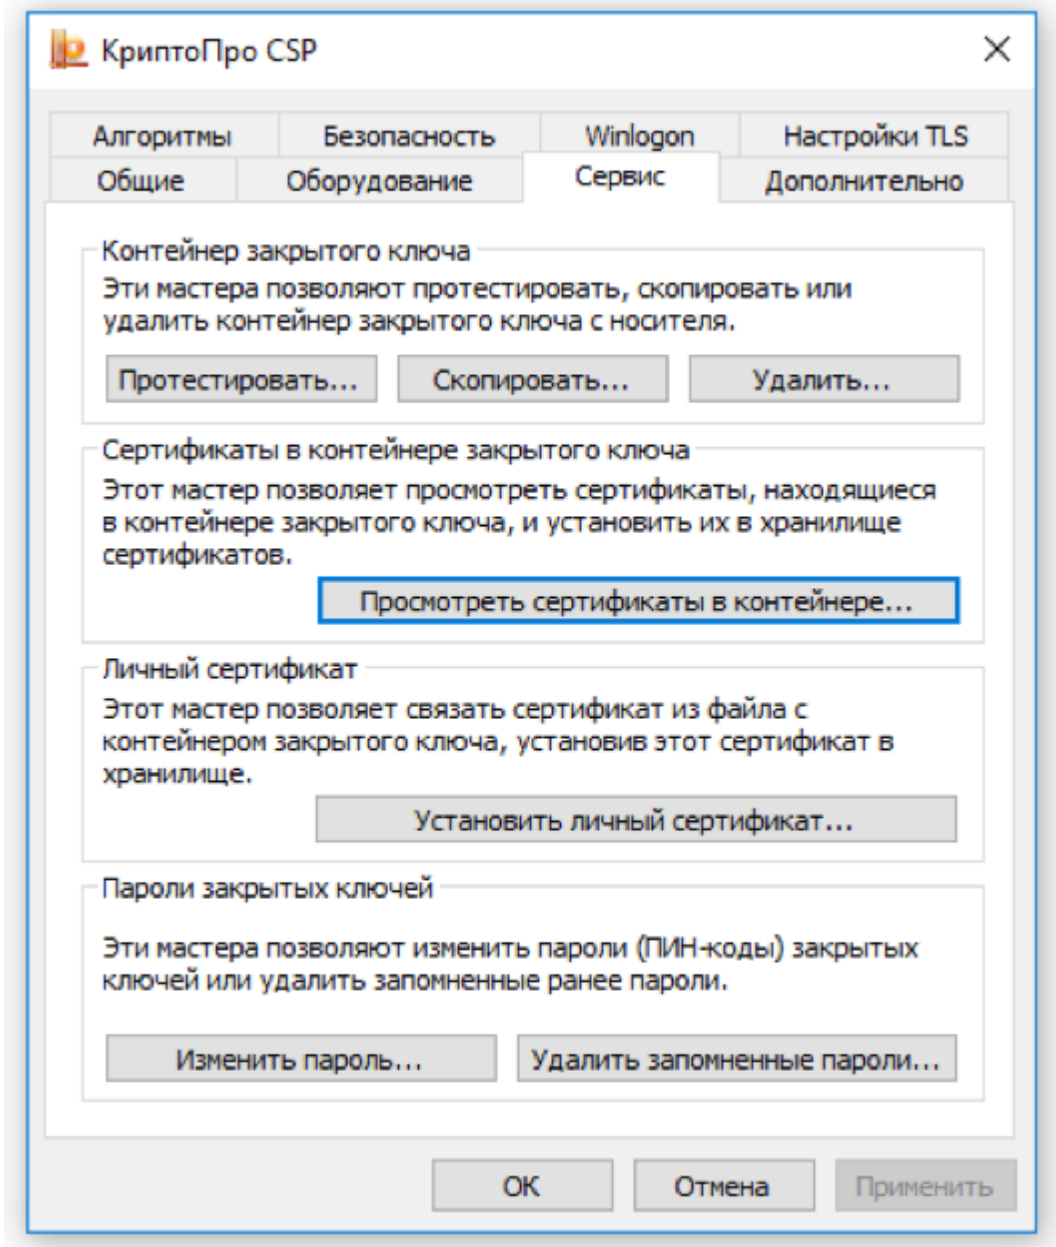 КриптоПро CSP
Алгоритмы Безопасность Winlogon Настройки TLS
Общие Оборудование Сервис Дополнительно
Контейнер закрытого ключа
Эти мастера позволяют протестировать, скопировать или
удалить контейнер закрытого ключа с носителя.
Протестировать... Скопировать... Удалить...
Сертификаты в контейнере закрытого ключа
Этот мастер позволяет просмотреть сертификаты, находящиеся
в контейнере закрытого ключа, и установить их в хранилище
сертификатов.
Просмотреть сертификаты в контейнере...
Личный сертификат
Этот мастер позволяет связать сертификат из файла с
контейнером закрытого ключа, установив этот сертификат в
хранилище.
Установить личный сертификат...
Пароли закрытых ключей
Эти мастера позволяют изменить пароли (ПИН-коды) закрытых
ключей или удалить запомненные ранее пароли.
Изменить пароль... Удалить запомненные пароли...
ОК Отмена Применить